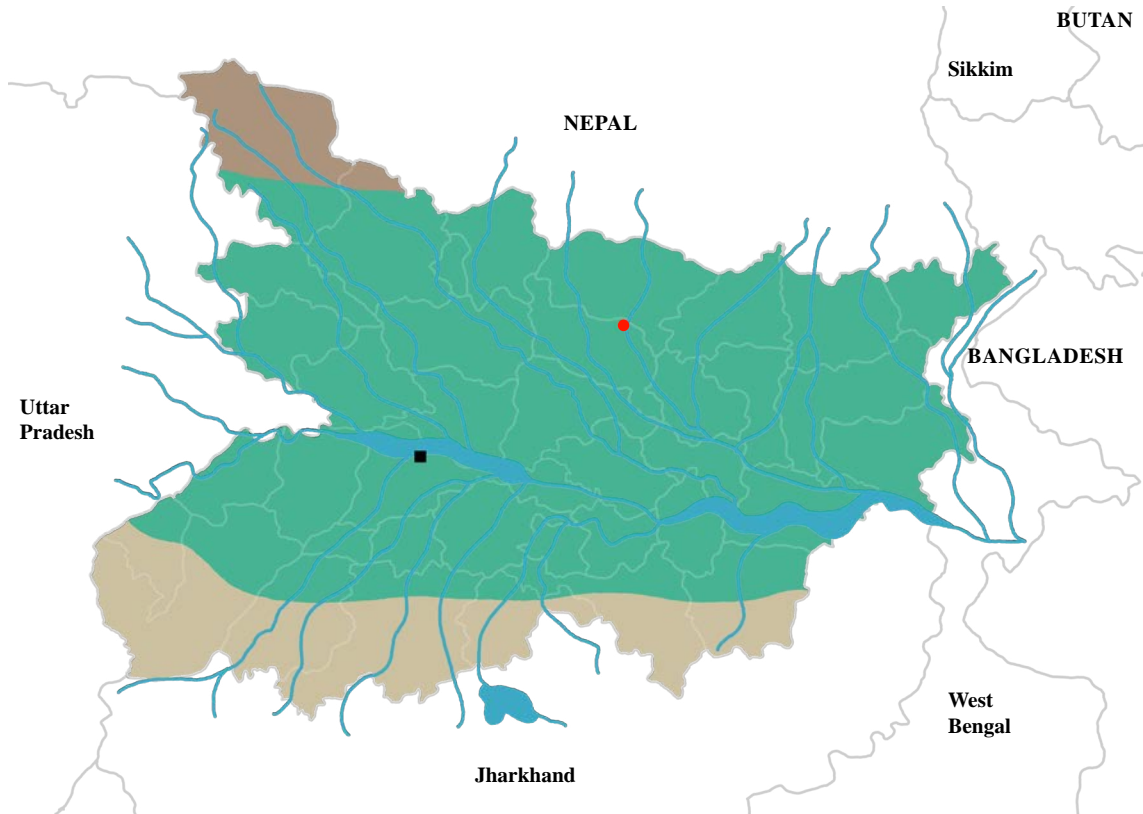 BUTAN
Sikkim
NEPAL
BANGLADESH
Uttar
Pradesh
West
Bengal
Jharkhand